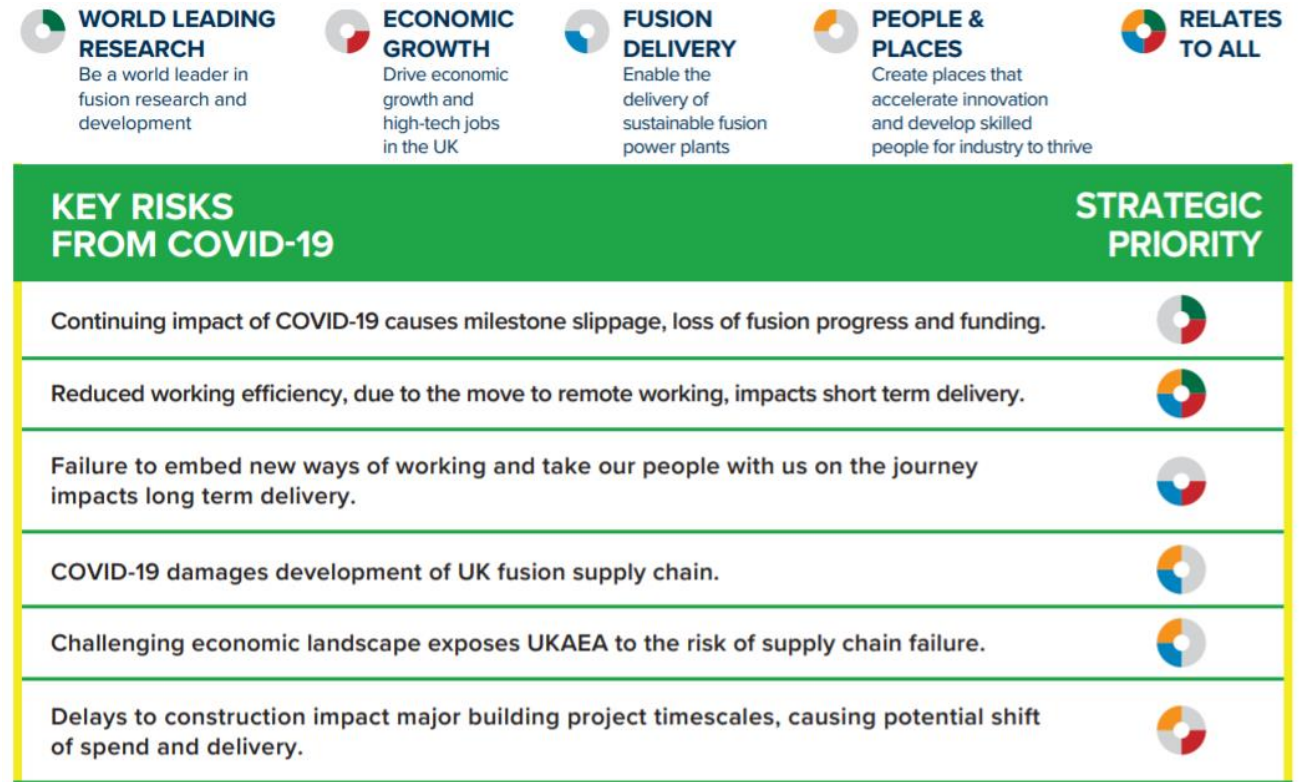 WORLD LEADING
RESEARCH
Be a world leader in
fusion research and
development
ECONOMIC
GROWTH
Drive economic
growth and
high-tech jobs
in the UK
FUSION
DELIVERY
Enable the
delivery of
sustainable fusion
power plants
PEOPLE &
PLACES
Create places that
accelerate innovation
and develop skilled
people for industry to thrive
RELATES
TO ALL
KEY RISKS
FROM COVID-19
STRATEGIC
PRIORITY
Continuing impact of COVID-19 causes milestone slippage, loss of fusion progress and funding.
Reduced working efficiency, due to the move to remote working, impacts short term delivery.
Failure to embed new ways of working and take our people with us on the journey
impacts long term delivery.
COVID-19 damages development of UK fusion supply chain.
Challenging economic landscape exposes UKAEA to the risk of supply chain failure.
Delays to construction impact major building project timescales, causing potential shift
of spend and delivery.